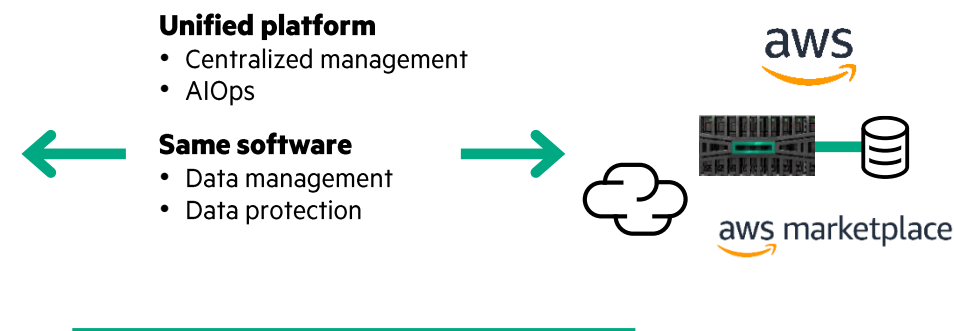 Unified platform
• Centralized management
• AIOps
Same software
• Data management
• Data protection
aws
aws marketplace